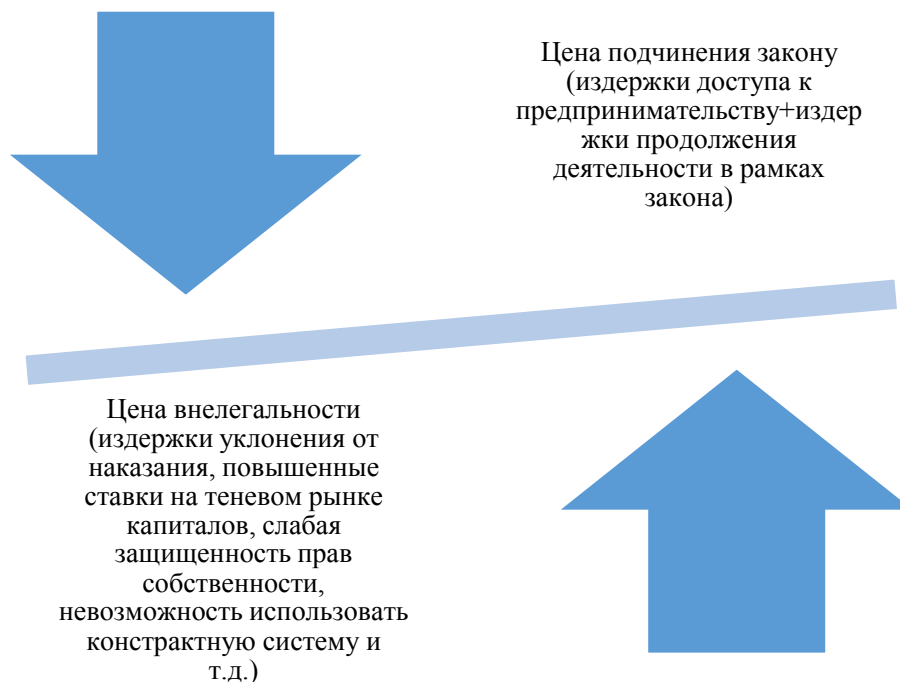 Цена подчинения закону
(издержки доступа к
предпринимательству+издер
жки продолжения
деятельности в рамках
закона)
Цена внелегальности
(издержки уклонения от
наказания, повышенные
ставки на теневом рынке
капиталов, слабая
защищенность прав
собственности,
невозможность использовать
констрактную систему и
т.д.)